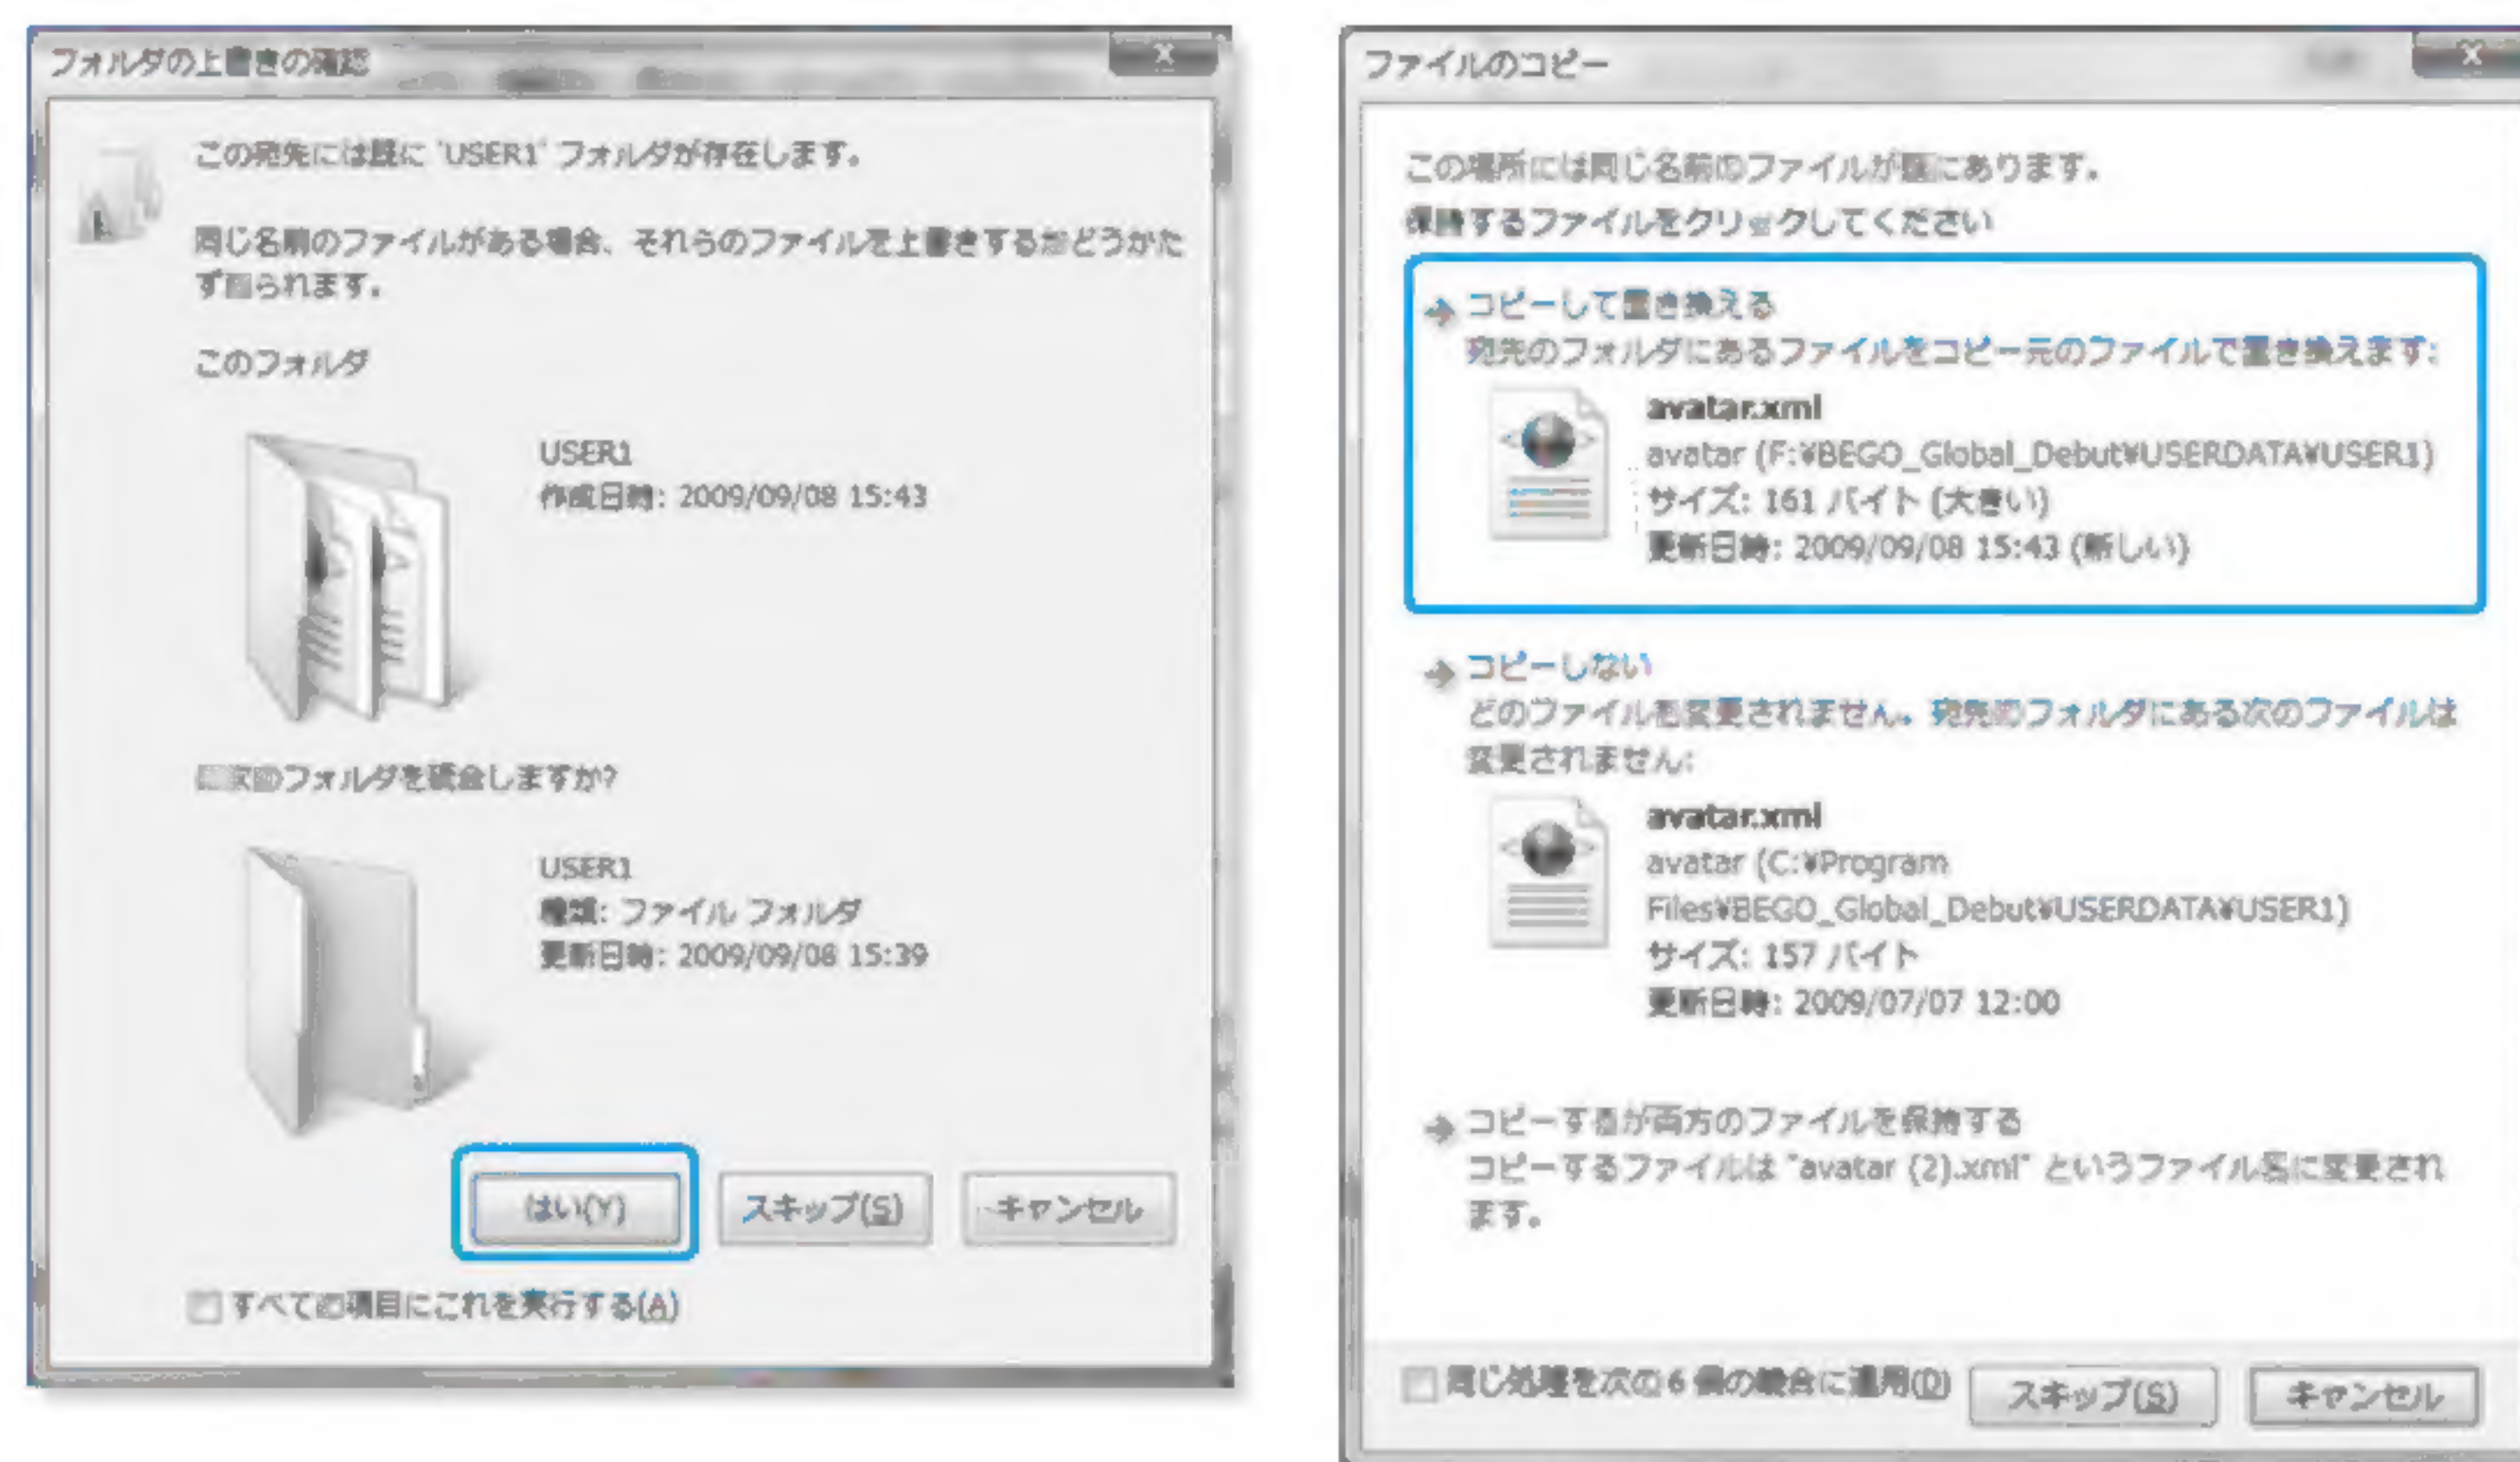 フォルダの上書きの確認
この宛先には既に 'USER1' フォルダが存在します。
同じ名前のファイルがある場合、それらのファイルを上書きするかどうかた
ず
られます。
このフォルダ
USER1
作成日時: 2009/09/08 15:43
次のフォルダを統合しますか?
USER1
種類: ファイル フォルダ
更新日時: 2009/09/08 15:39
はい(Y)
スキップ(S)
キャンセル
すべての項目にこれを実行する(A)
ファイルのコピー
この場所には同じ名前のファイルが既にあります。
保持するファイルをクリックしてください
コピーして置き換える
宛先のフォルダにあるファイルをコピー元のファイルで置き換えます:
avatar.xml
avatar (F:¥BEGO_Global_Debut¥USERDATA¥USER1)
サイズ: 161 バイト (大きい)
更新日時: 2009/09/08 15:43 (新しい)
コピーしない
どのファイルも変更されません。宛先のフォルダにある次のファイルは
変更されません:
avatar.xml
avatar (C:¥Program
Files¥BEGO_Global_Debut¥USERDATA¥USER1)
サイズ: 157 バイト
更新日時: 2009/07/07 12:00
コピーするが両方のファイルを保持する
コピーするファイルは "avatar (2).xml" というファイル名に変更され
ます。
同じ処理を次の 6 個の競合に適用(D)
スキップ(S)
キャンセル